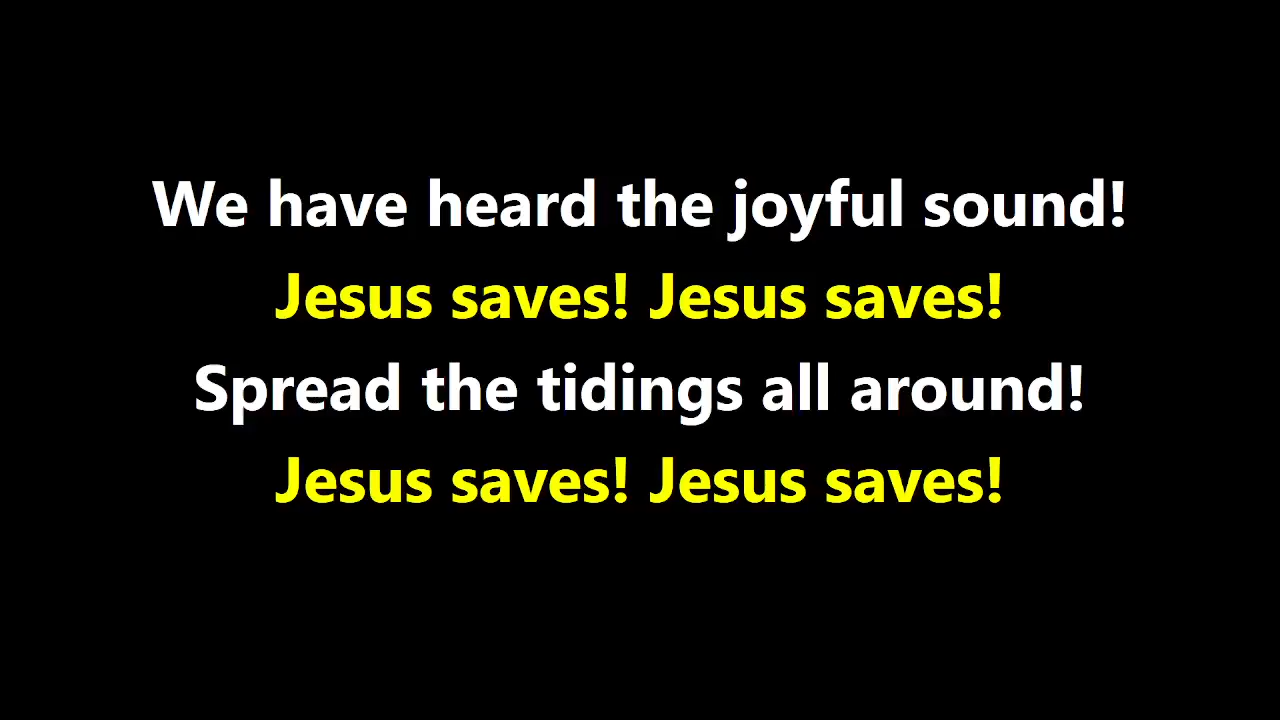 We have heard the joyful sound!
Jesus saves! Jesus saves!
Spread the tidings all around!
Jesus saves! Jesus saves!